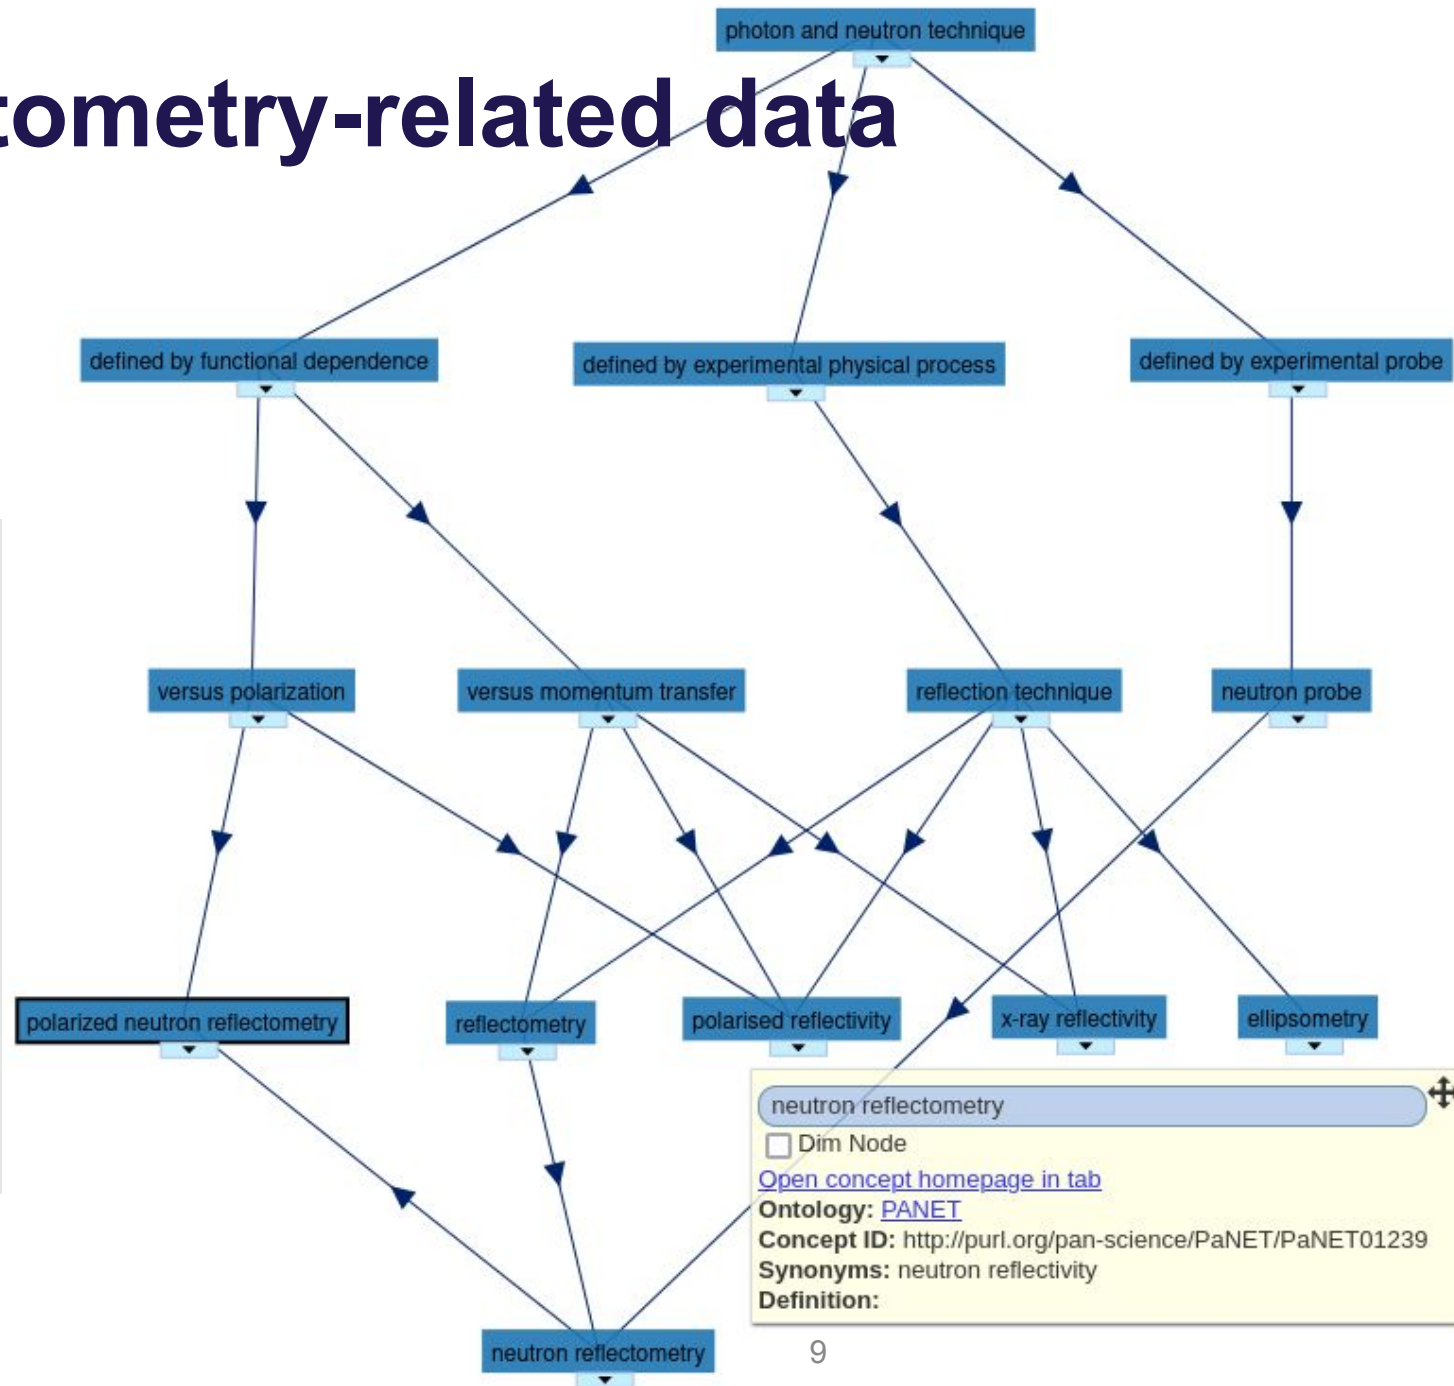 photon and neutron technique
tometry-related data
defined by functional dependence
defined by experimental physical process
defined by experimental probe
versus polarization
versus momentum transfer
reflection technique
neutron probe
polarized neutron reflectometry
reflectometry
polarised reflectivity
x-ray reflectivity
ellipsometry
neutron reflectometry
Dim Node
Open concept homepage in tab
Ontology: PANET
Concept ID: http://purl.org/pan-science/PaNET/PaNET01239
Synonyms: neutron reflectivity
Definition:
neutron reflectometry
9